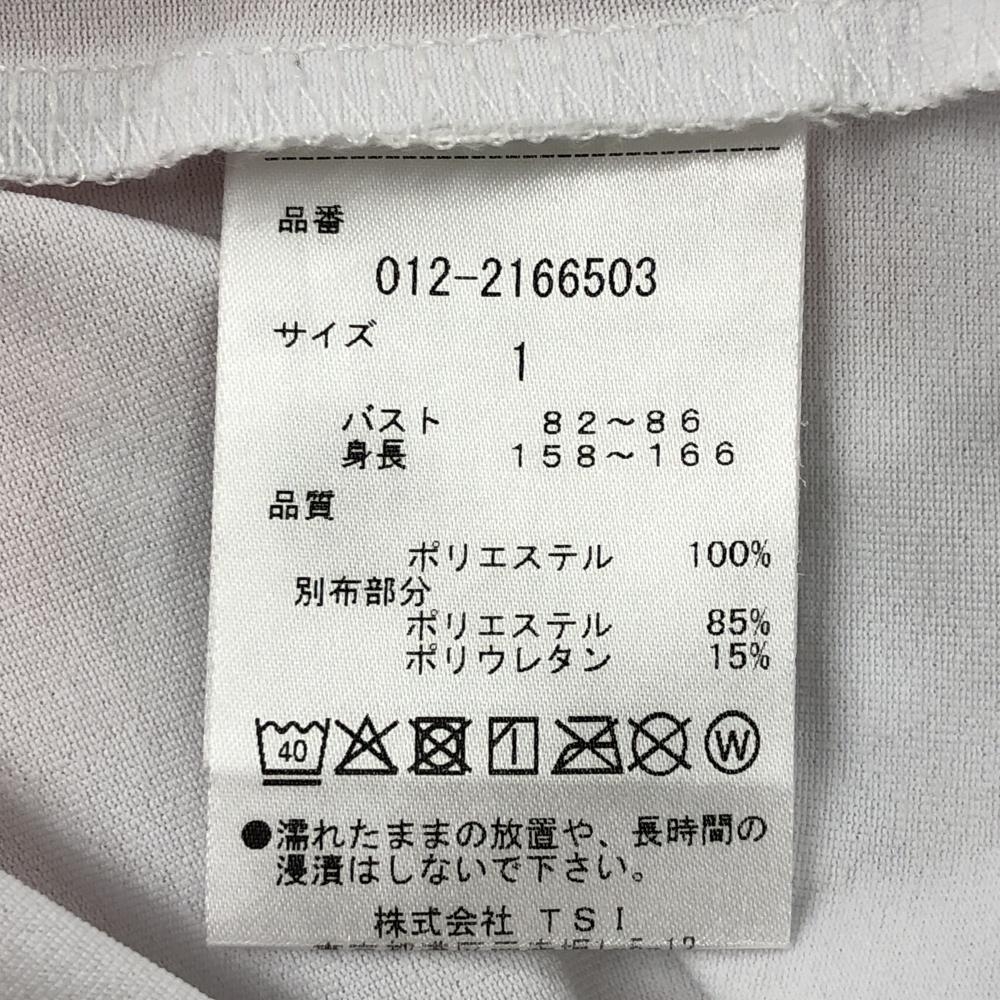 品番
012-2166503
サイズ
1
バスト 82～86
身長 158～166
品質
ポリエステル 100%
別布部分
ポリエステル 85%
ポリウレタン 15%
40 W
●濡れたままの放置や、長時間の
浸漬はしないで下さい。
株式会社 TSI